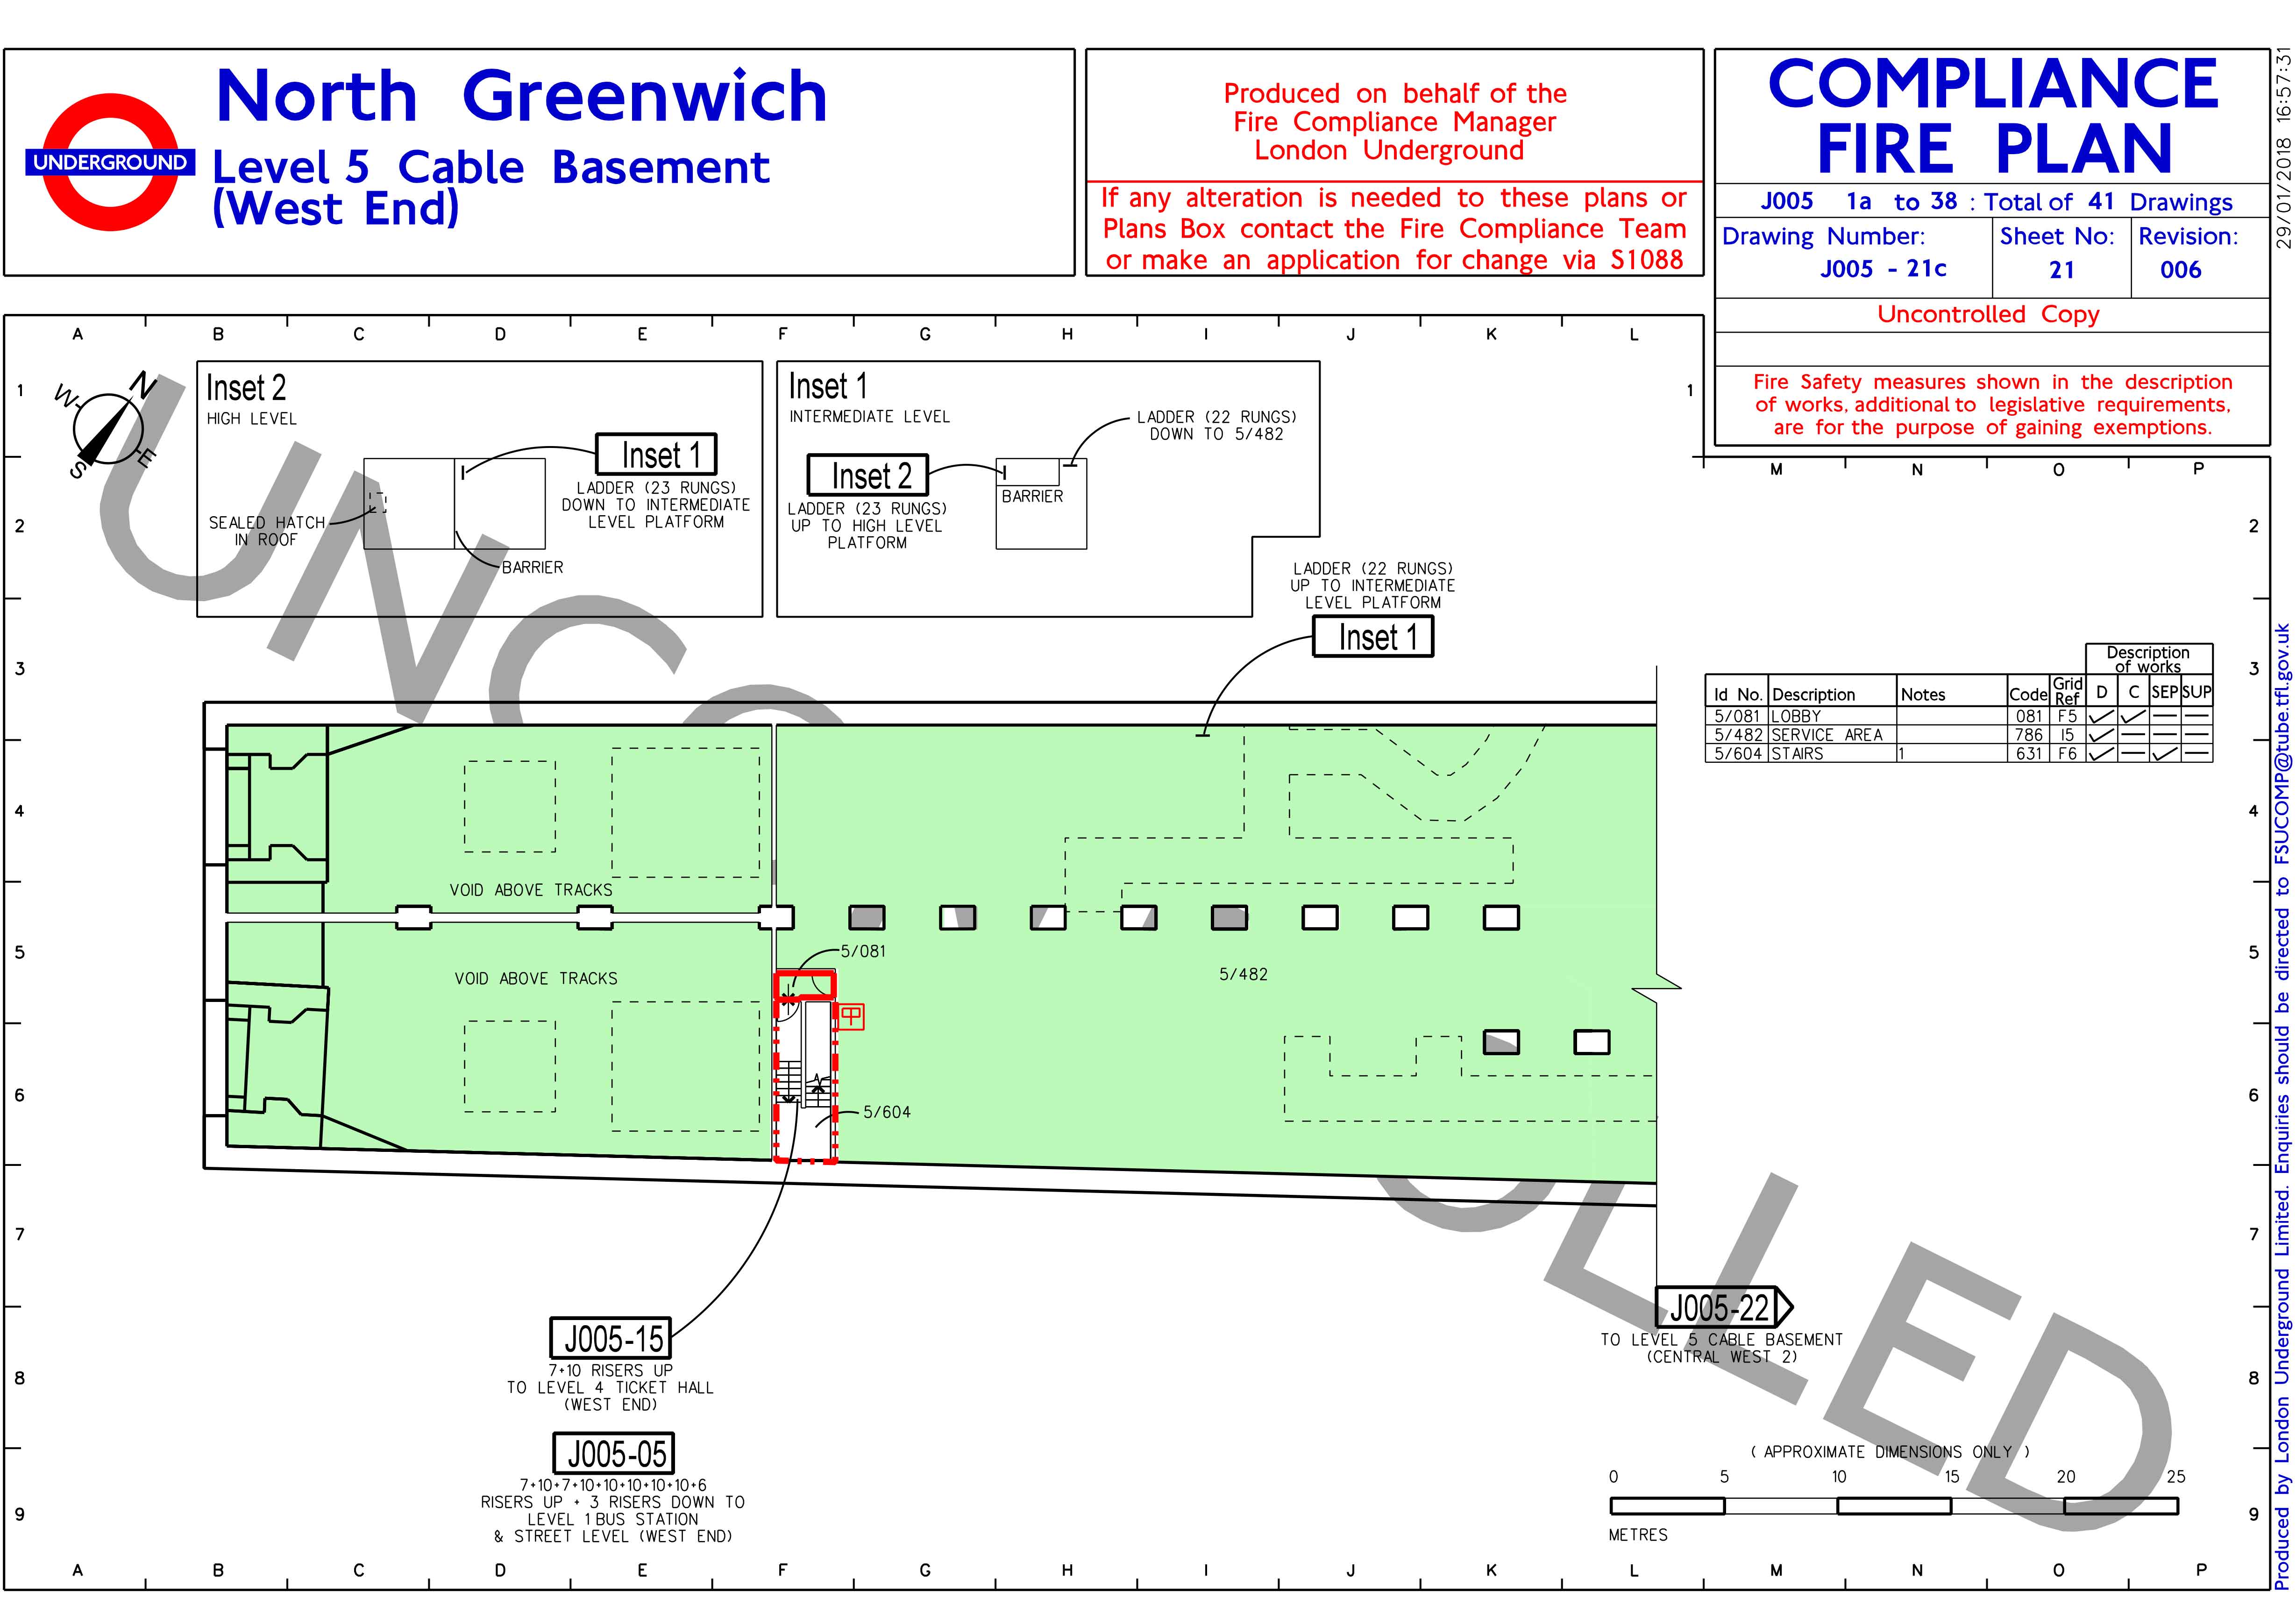 UNDERGROUND
North Greenwich
Level 5 Cable Basement
(West End)
Produced on behalf of the
Fire Compliance Manager
London Underground
If any alteration is needed to these plans or
Plans Box contact the Fire Compliance Team
or make an application for change via S1088
COMPLIANCE
FIRE PLAN
J005 1a to 38 : Total of 41 Drawings
Drawing Number:
J005 - 21c
Sheet No:
21
Revision:
006
Uncontrolled Copy
Fire Safety measures shown in the description
of works, additional to legislative requirements,
are for the purpose of gaining exemptions.
29/01/2018 16:57:31
A B C D E F G H I J K L
M N O P
1
1
N
W
E
S
Inset 2
HIGH LEVEL
Inset 1
LADDER (23 RUNGS)
DOWN TO INTERMEDIATE
LEVEL PLATFORM
SEALED HATCH
IN ROOF
BARRIER
Inset 1
INTERMEDIATE LEVEL
LADDER (22 RUNGS)
DOWN TO 5/482
Inset 2
LADDER (23 RUNGS)
UP TO HIGH LEVEL
PLATFORM
BARRIER
2
2
LADDER (22 RUNGS)
UP TO INTERMEDIATE
LEVEL PLATFORM
Inset 1
3
3
Description
of works
Id No. Description Notes Code Grid Ref D C SEP SUP
5/081 LOBBY 081 F5
5/482 SERVICE AREA 786 I5
5/604 STAIRS 1 631 F6
4
4
VOID ABOVE TRACKS
5
5
5/081
VOID ABOVE TRACKS
5/482
6
6
5/604
7
7
J005-15
7+10 RISERS UP
TO LEVEL 4 TICKET HALL
(WEST END)
J005-22
TO LEVEL 5 CABLE BASEMENT
(CENTRAL WEST 2)
8
8
J005-05
7+10+7+10+10+10+10+10+6
RISERS UP + 3 RISERS DOWN TO
LEVEL 1 BUS STATION
& STREET LEVEL (WEST END)
( APPROXIMATE DIMENSIONS ONLY )
0 5 10 15 20 25
METRES
9
9
A B C D E F G H I J K L M N O P
Produced by London Underground Limited. Enquiries should be directed to FSUCOMP@tube.tfl.gov.uk